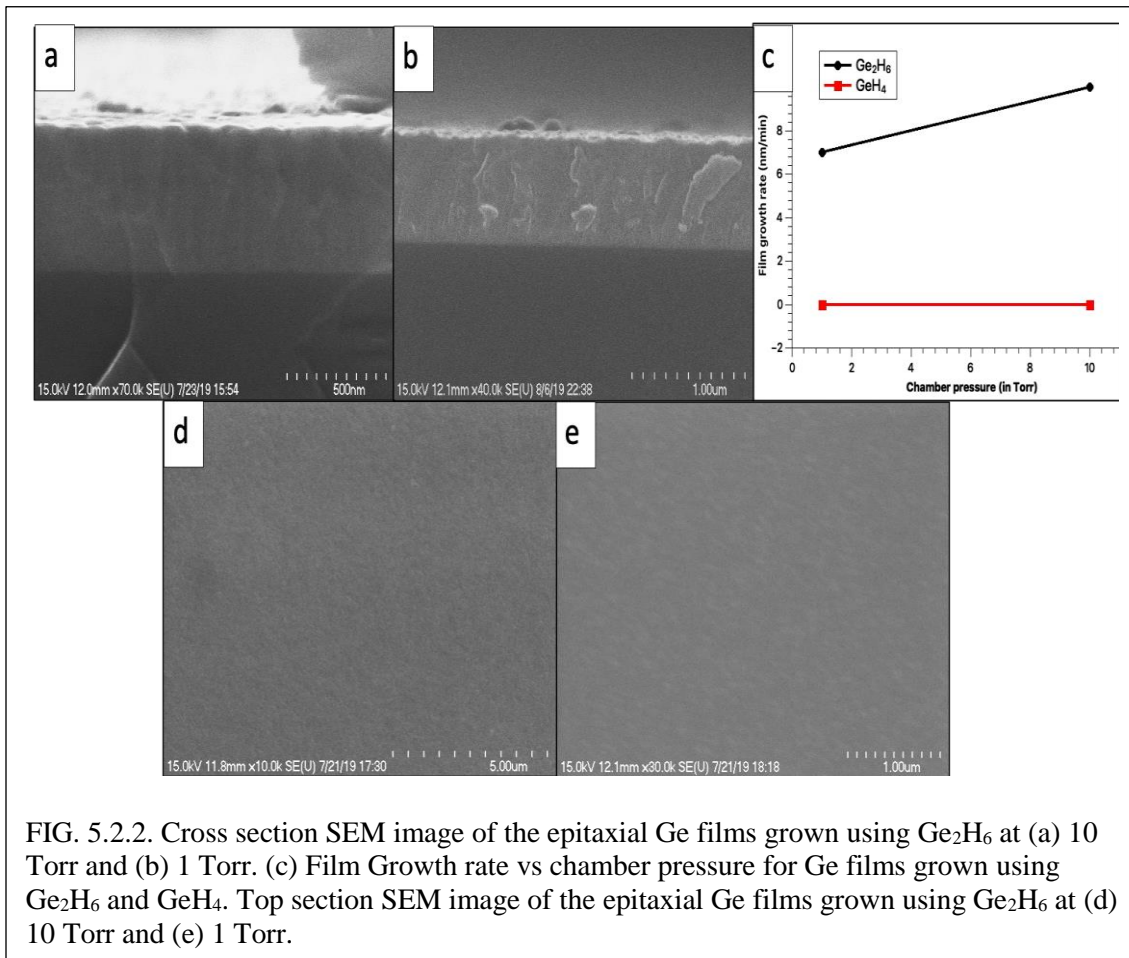 a
b
c
Ge₂H₆
GeH₄
Film growth rate (nm/min)
8
6
4
2
0
−2
0
2
4
6
8
10
Chamber pressure (in Torr)
15.0kV 12.0mm x70.0k SE(U) 7/23/19 15:54
500nm
15.0kV 12.1mm x40.0k SE(U) 8/6/19 22:38
1.00um
d
e
15.0kV 11.8mm x10.0k SE(U) 7/21/19 17:30
5.00um
15.0kV 12.1mm x30.0k SE(U) 7/21/19 18:18
1.00um
FIG. 5.2.2. Cross section SEM image of the epitaxial Ge films grown using Ge₂H₆ at (a) 10
Torr and (b) 1 Torr. (c) Film Growth rate vs chamber pressure for Ge films grown using
Ge₂H₆ and GeH₄. Top section SEM image of the epitaxial Ge films grown using Ge₂H₆ at (d)
10 Torr and (e) 1 Torr.